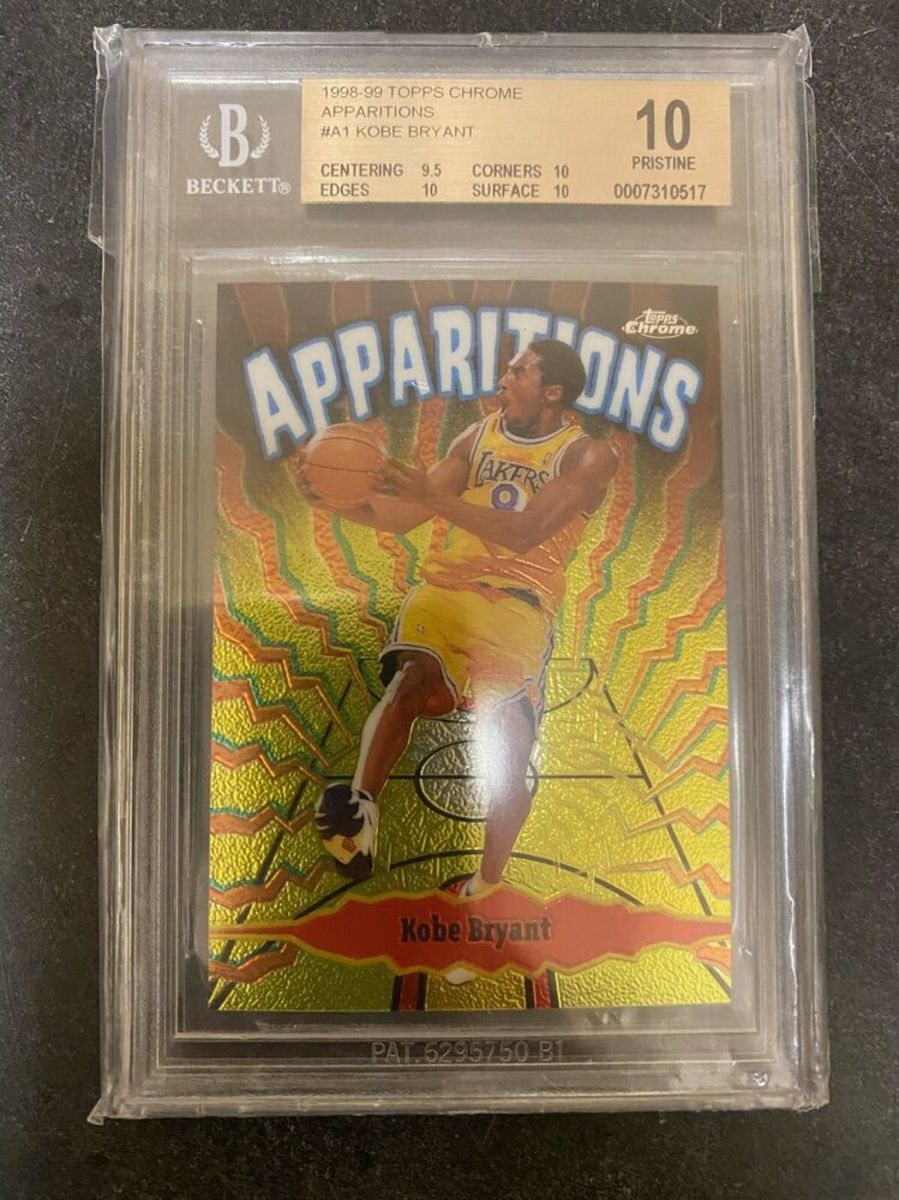 1998-99 TOPPS CHROME
APPARITIONS
#A1 KOBE BRYANT
CENTERING 9.5 CORNERS 10
EDGES 10 SURFACE 10
10
PRISTINE
0007310517
B
BECKETT®
Topps
Chrome
APPARITIONS
LAKERS
8
Kobe Bryant
PAT.6295750 B1